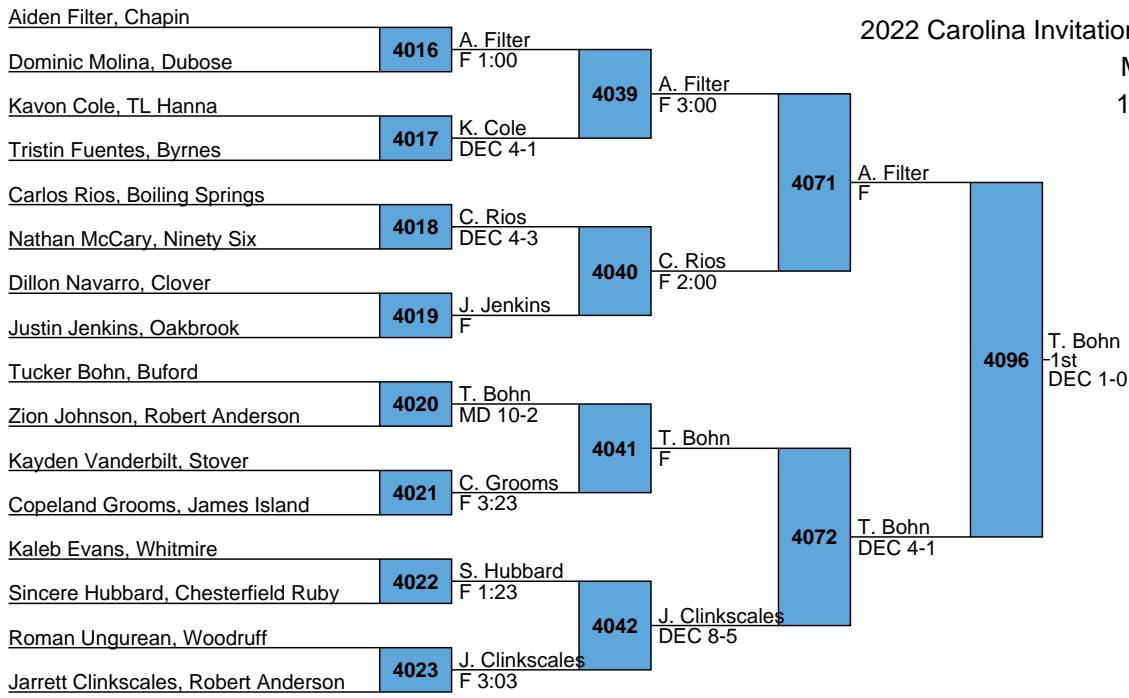 Aiden Filter, Chapin
2022 Carolina Invitation
4016
A. Filter
F 1:00
Dominic Molina, Dubose
M
4039
A. Filter
F 3:00
1
Kavon Cole, TL Hanna
4017
K. Cole
DEC 4-1
Tristin Fuentes, Byrnes
4071
A. Filter
F
Carlos Rios, Boiling Springs
4018
C. Rios
DEC 4-3
Nathan McCary, Ninety Six
4040
C. Rios
F 2:00
Dillon Navarro, Clover
4019
J. Jenkins
F
Justin Jenkins, Oakbrook
4096
T. Bohn
1st
DEC 1-0
Tucker Bohn, Buford
4020
T. Bohn
MD 10-2
Zion Johnson, Robert Anderson
4041
T. Bohn
F
Kayden Vanderbilt, Stover
4021
C. Grooms
F 3:23
Copeland Grooms, James Island
4072
T. Bohn
DEC 4-1
Kaleb Evans, Whitmire
4022
S. Hubbard
F 1:23
Sincere Hubbard, Chesterfield Ruby
4042
J. Clinkscales
DEC 8-5
Roman Ungurean, Woodruff
4023
J. Clinkscales
F 3:03
Jarrett Clinkscales, Robert Anderson